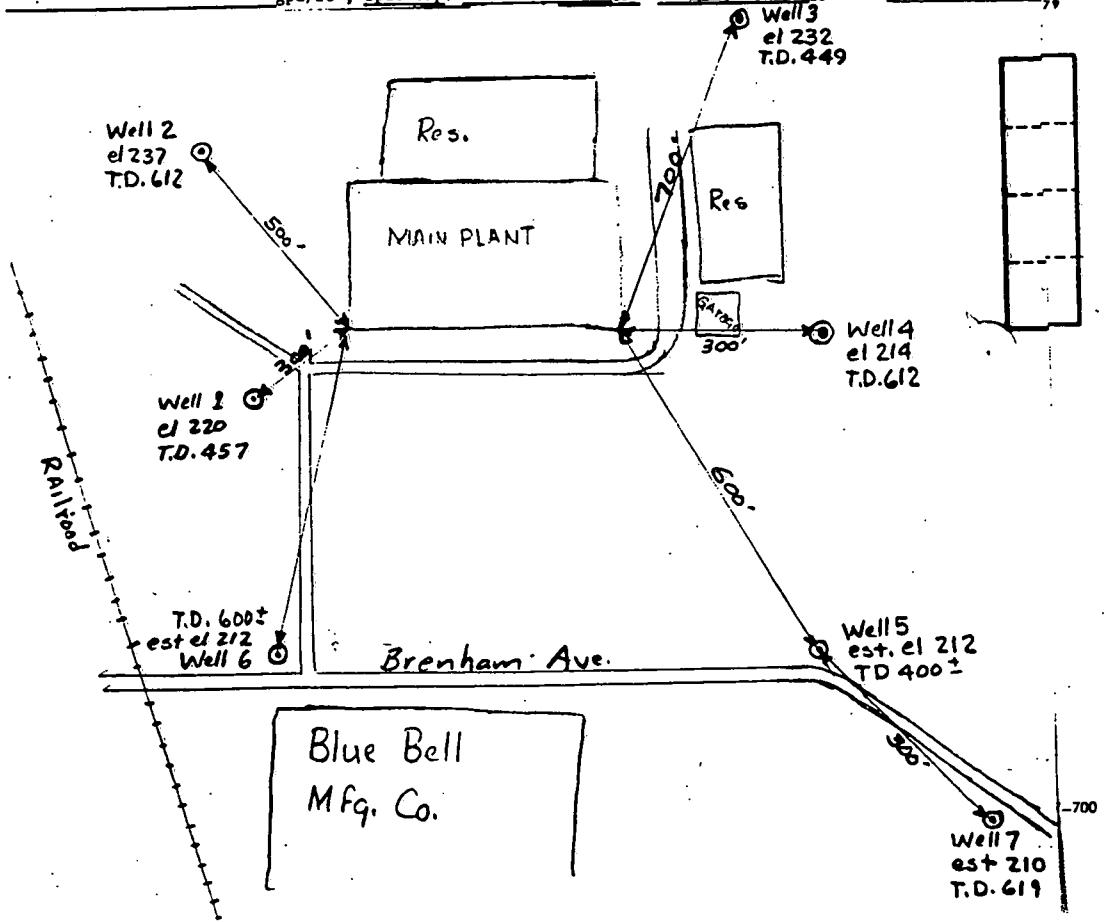 Well 3
el 232
T.D. 449
79
Well 2
el 237
T.D. 612
Res.
700'
Res
500'
MAIN PLANT
300'
Well 4
el 214
T.D. 612
Well 1
el 220
T.D. 457
Railroad
600'
T.D. 600±
est el 212
Well 6
Brenham Ave.
Well 5
est. el 212
TD 400±
300'
Blue Bell
Mfg. Co.
700
Well 7
est 210
T.D. 619